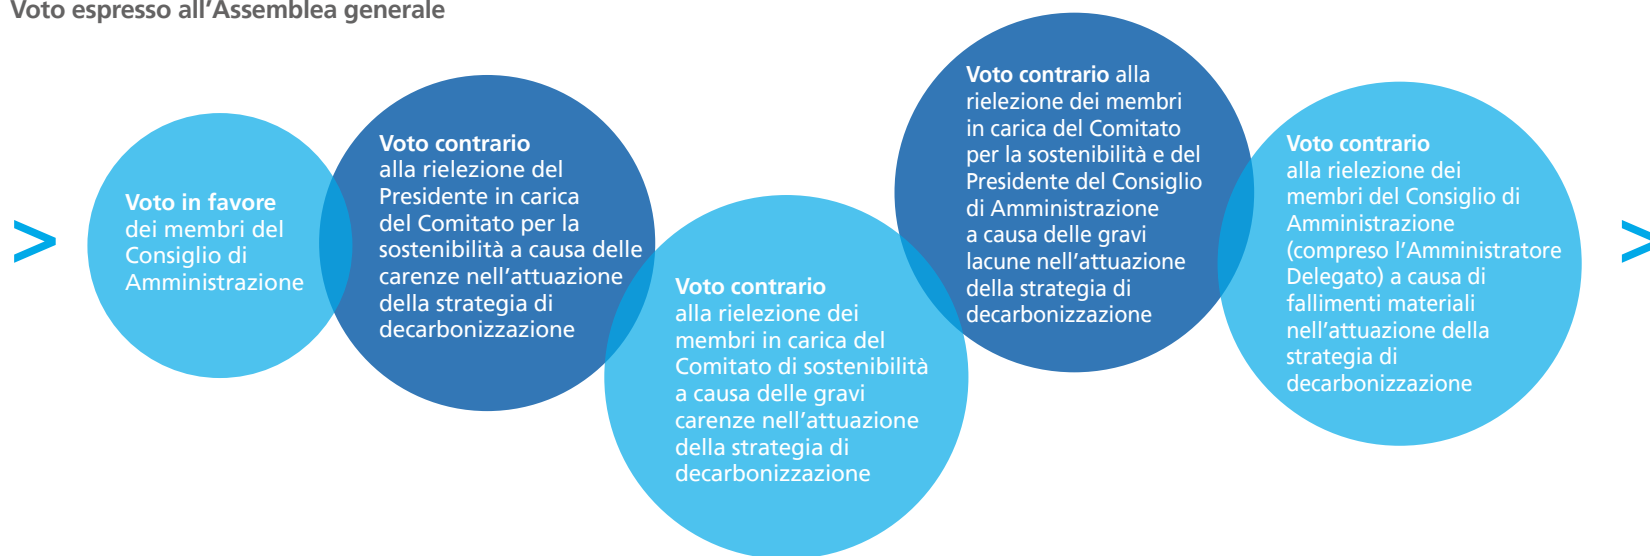 Voto espresso all’Assemblea generale
>
Voto in favore
dei membri del
Consiglio di
Amministrazione
Voto contrario
alla rielezione del
Presidente in carica
del Comitato per la
sostenibilità a causa delle
carenze nell’attuazione
della strategia di
decarbonizzazione
Voto contrario
alla rielezione dei
membri in carica del
Comitato di sostenibilità
a causa delle gravi
carenze nell’attuazione
della strategia di
decarbonizzazione
Voto contrario alla
rielezione dei membri
in carica del Comitato
per la sostenibilità e del
Presidente del Consiglio
di Amministrazione
a causa delle gravi
lacune nell’attuazione
della strategia di
decarbonizzazione
Voto contrario
alla rielezione dei
membri del Consiglio di
Amministrazione
(compreso l’Amministratore
Delegato) a causa di
fallimenti materiali
nell’attuazione della
strategia di
decarbonizzazione
>